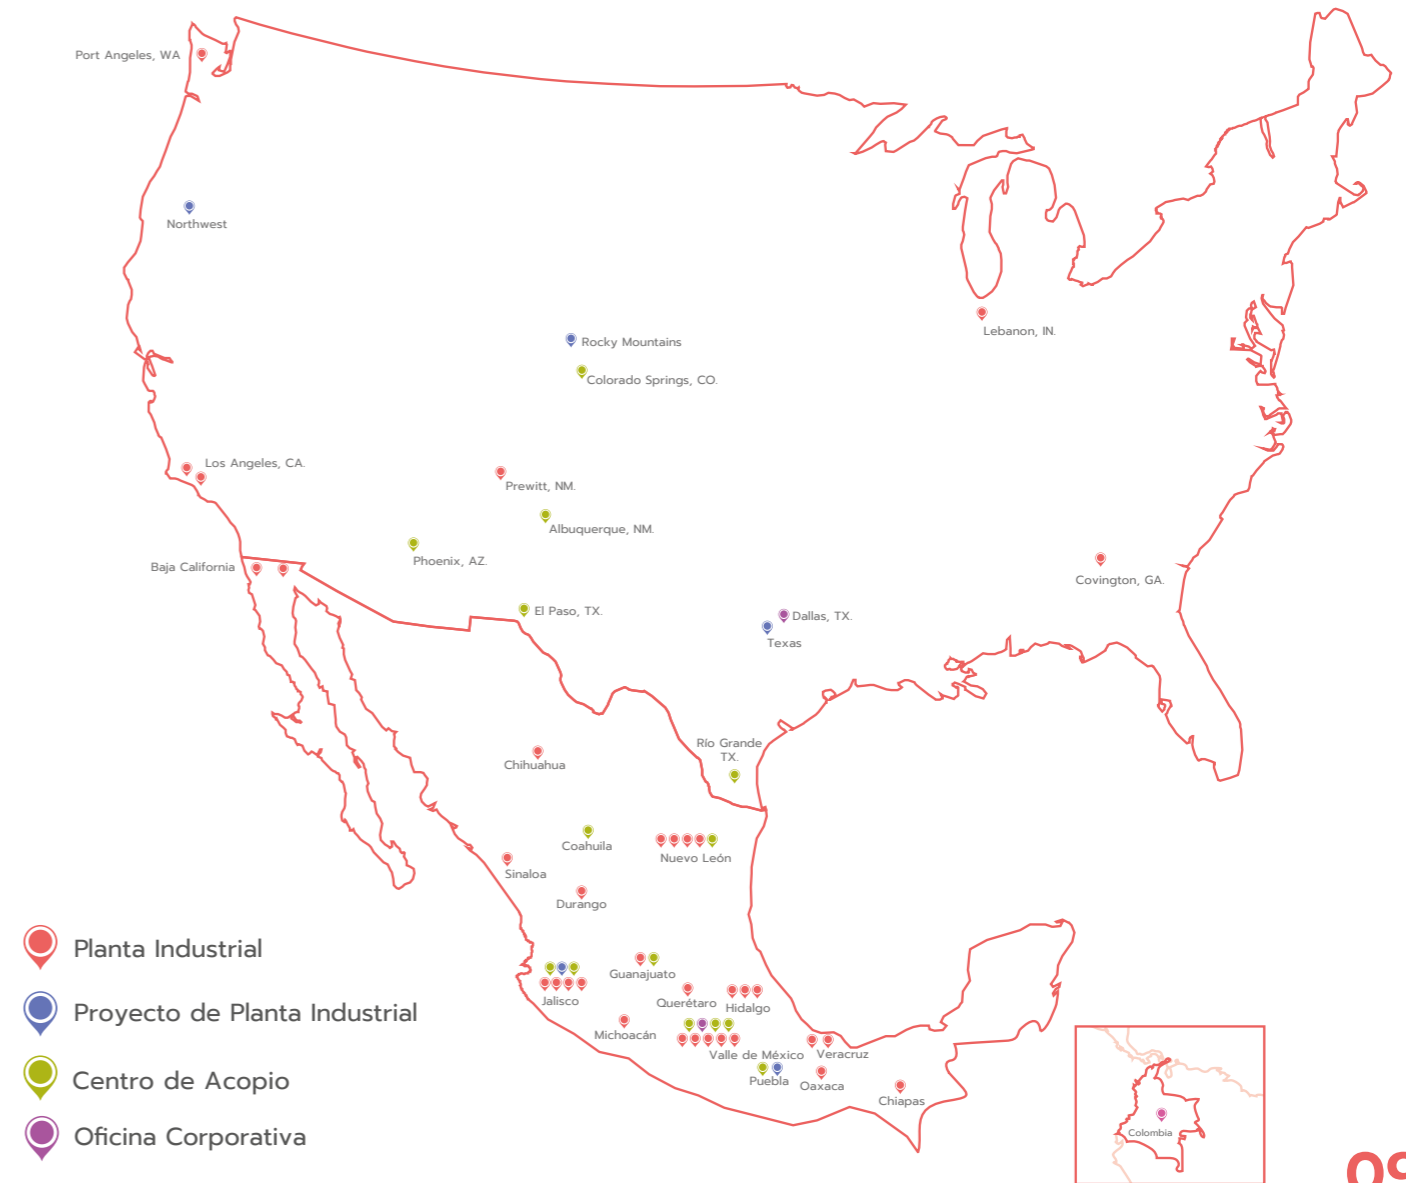 Port Angeles, WA
Northwest
Rocky Mountains
Colorado Springs, CO.
Lebanon, IN.
Los Angeles, CA.
Prewitt, NM.
Albuquerque, NM.
Phoenix, AZ.
Baja California
Covington, GA.
El Paso, TX.
Dallas, TX.
Texas
Río Grande
TX.
Chihuahua
Coahuila
Nuevo León
Sinaloa
Durango
Guanajuato
Jalisco
Querétaro
Hidalgo
Michoacán
Valle de México
Veracruz
Puebla
Oaxaca
Chiapas
Planta Industrial
Proyecto de Planta Industrial
Centro de Acopio
Oficina Corporativa
Colombia